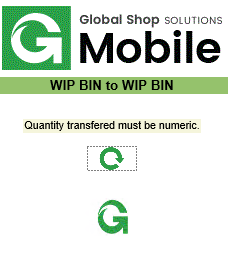 Global Shop SOLUTIONS
Mobile
WIP BIN to WIP BIN
Quantity transfered must be numeric.